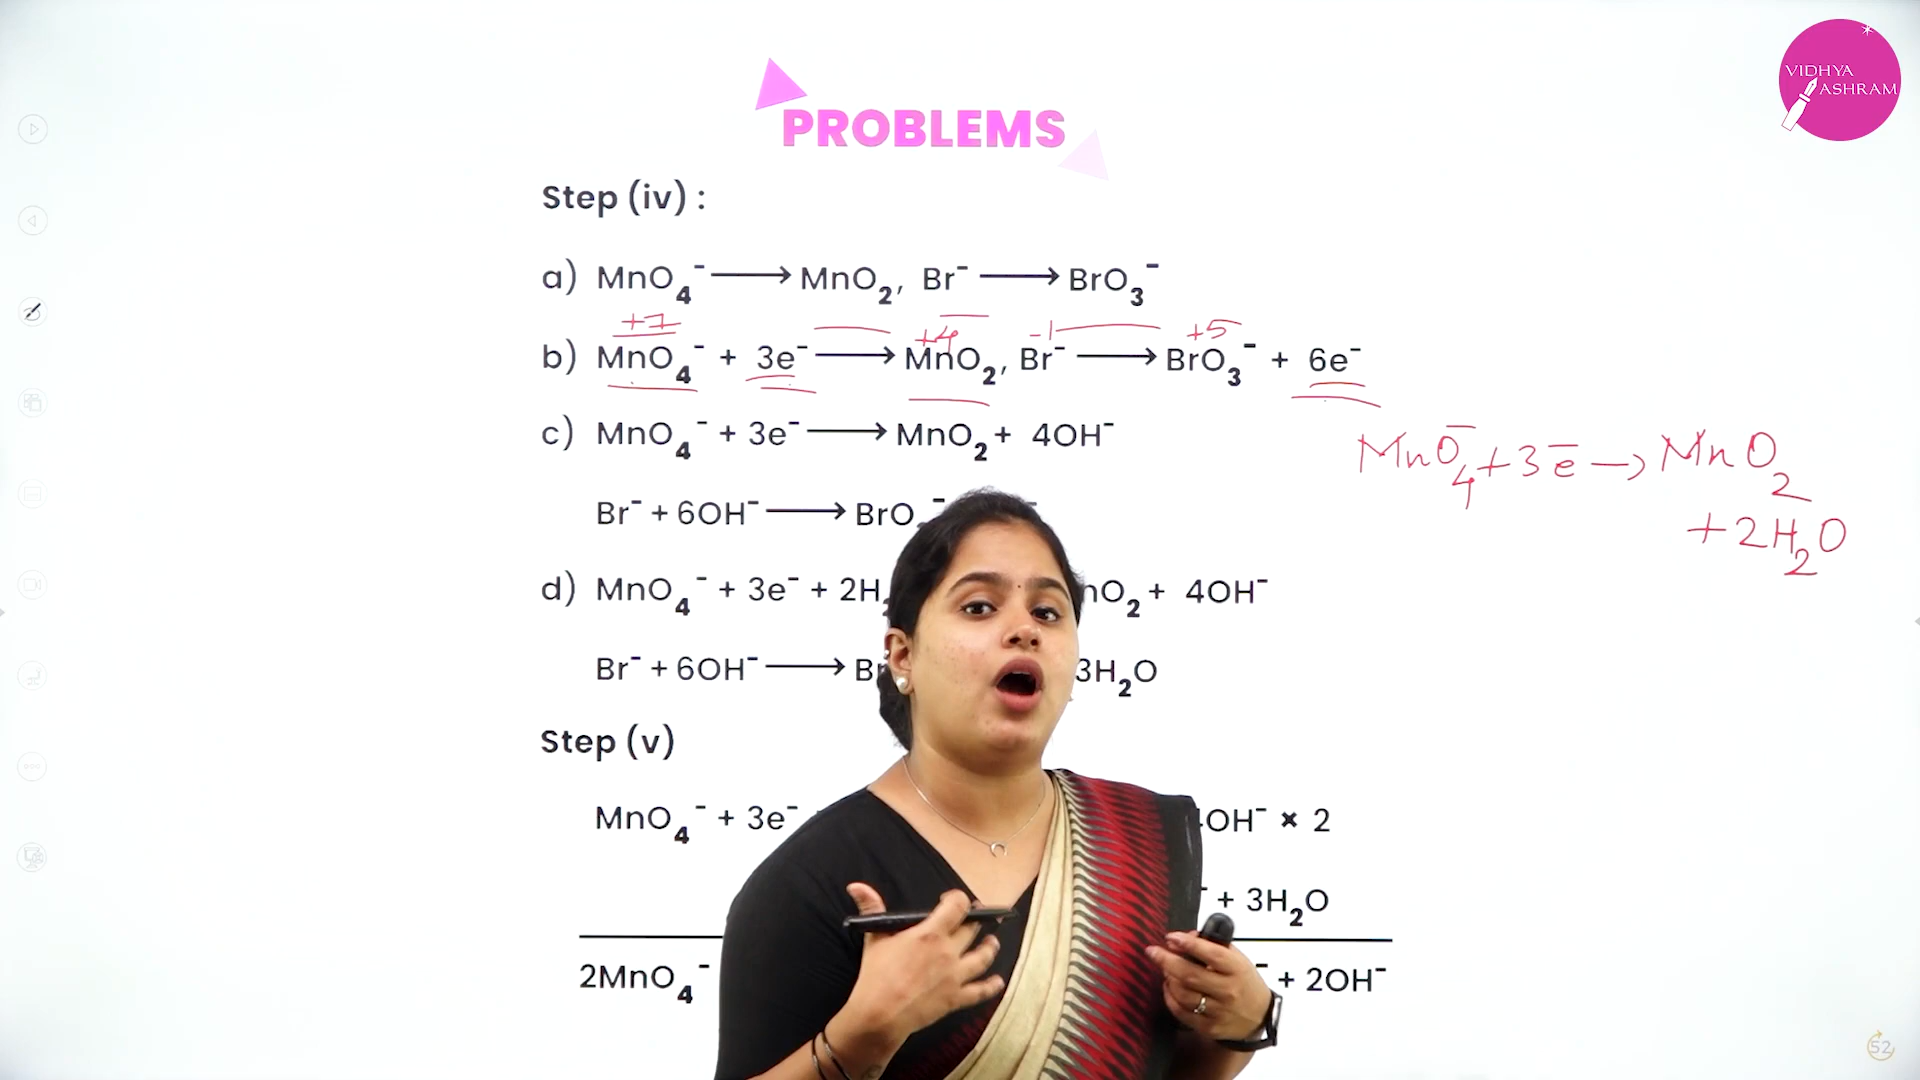 VIDHYA
ASHRAM
PROBLEMS
Step (iv) :
a) MnO₄⁻ ⟶ MnO₂, Br⁻ ⟶ BrO₃⁻
+7 +4 -1 +5
b) MnO₄⁻ + 3e⁻ ⟶ MnO₂, Br⁻ ⟶ BrO₃⁻ + 6e⁻
c) MnO₄⁻ + 3e⁻ ⟶ MnO₂ + 4OH⁻
MnO₄⁻ + 3e⁻ → MnO₂
+ 2H₂O
Br⁻ + 6OH⁻ ⟶ BrO
d) MnO₄⁻ + 3e⁻ + 2H O₂ + 4OH⁻
Br⁻ + 6OH⁻ ⟶ B 3H₂O
Step (v)
MnO₄⁻ + 3e⁻ OH⁻ × 2
+ 3H₂O
2MnO₄⁻ + 2OH⁻
52